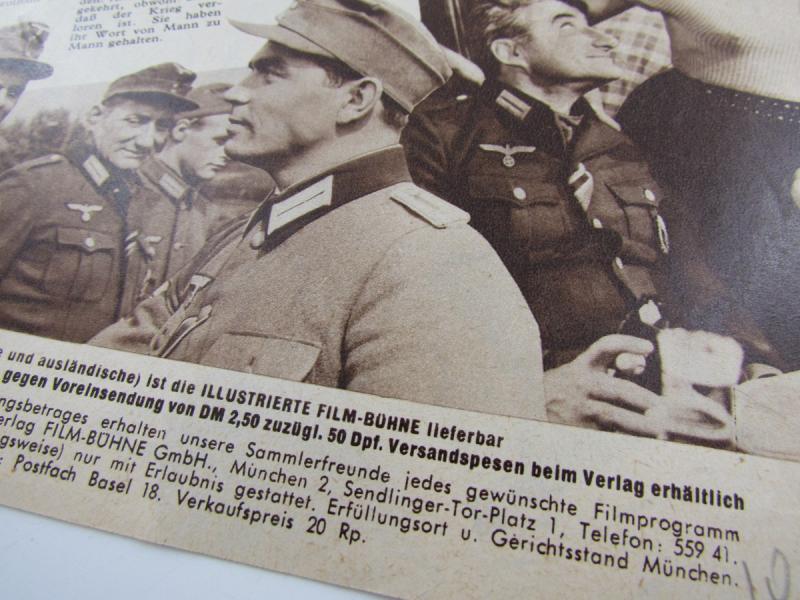 gekehrt, obwohl
daß der Krieg ver-
loren ist. Sie haben
ihr Wort von Mann zu
Mann gehalten.
und ausländische) ist die ILLUSTRIERTE FILM-BÜHNE lieferbar
gegen Voreinsendung von DM 2,50 zuzügl. 50 Dpf. Versandspesen beim Verlag erhältlich
ngsbetrages erhalten unsere Sammlerfreunde jedes gewünschte Filmprogramm
erlag FILM-BÜHNE GmbH., München 2, Sendlinger-Tor-Platz 1, Telefon: 559 41.
gsweise) nur mit Erlaubnis gestattet. Erfüllungsort u. Gerichtsstand München.
: Postfach Basel 18. Verkaufspreis 20 Rp.